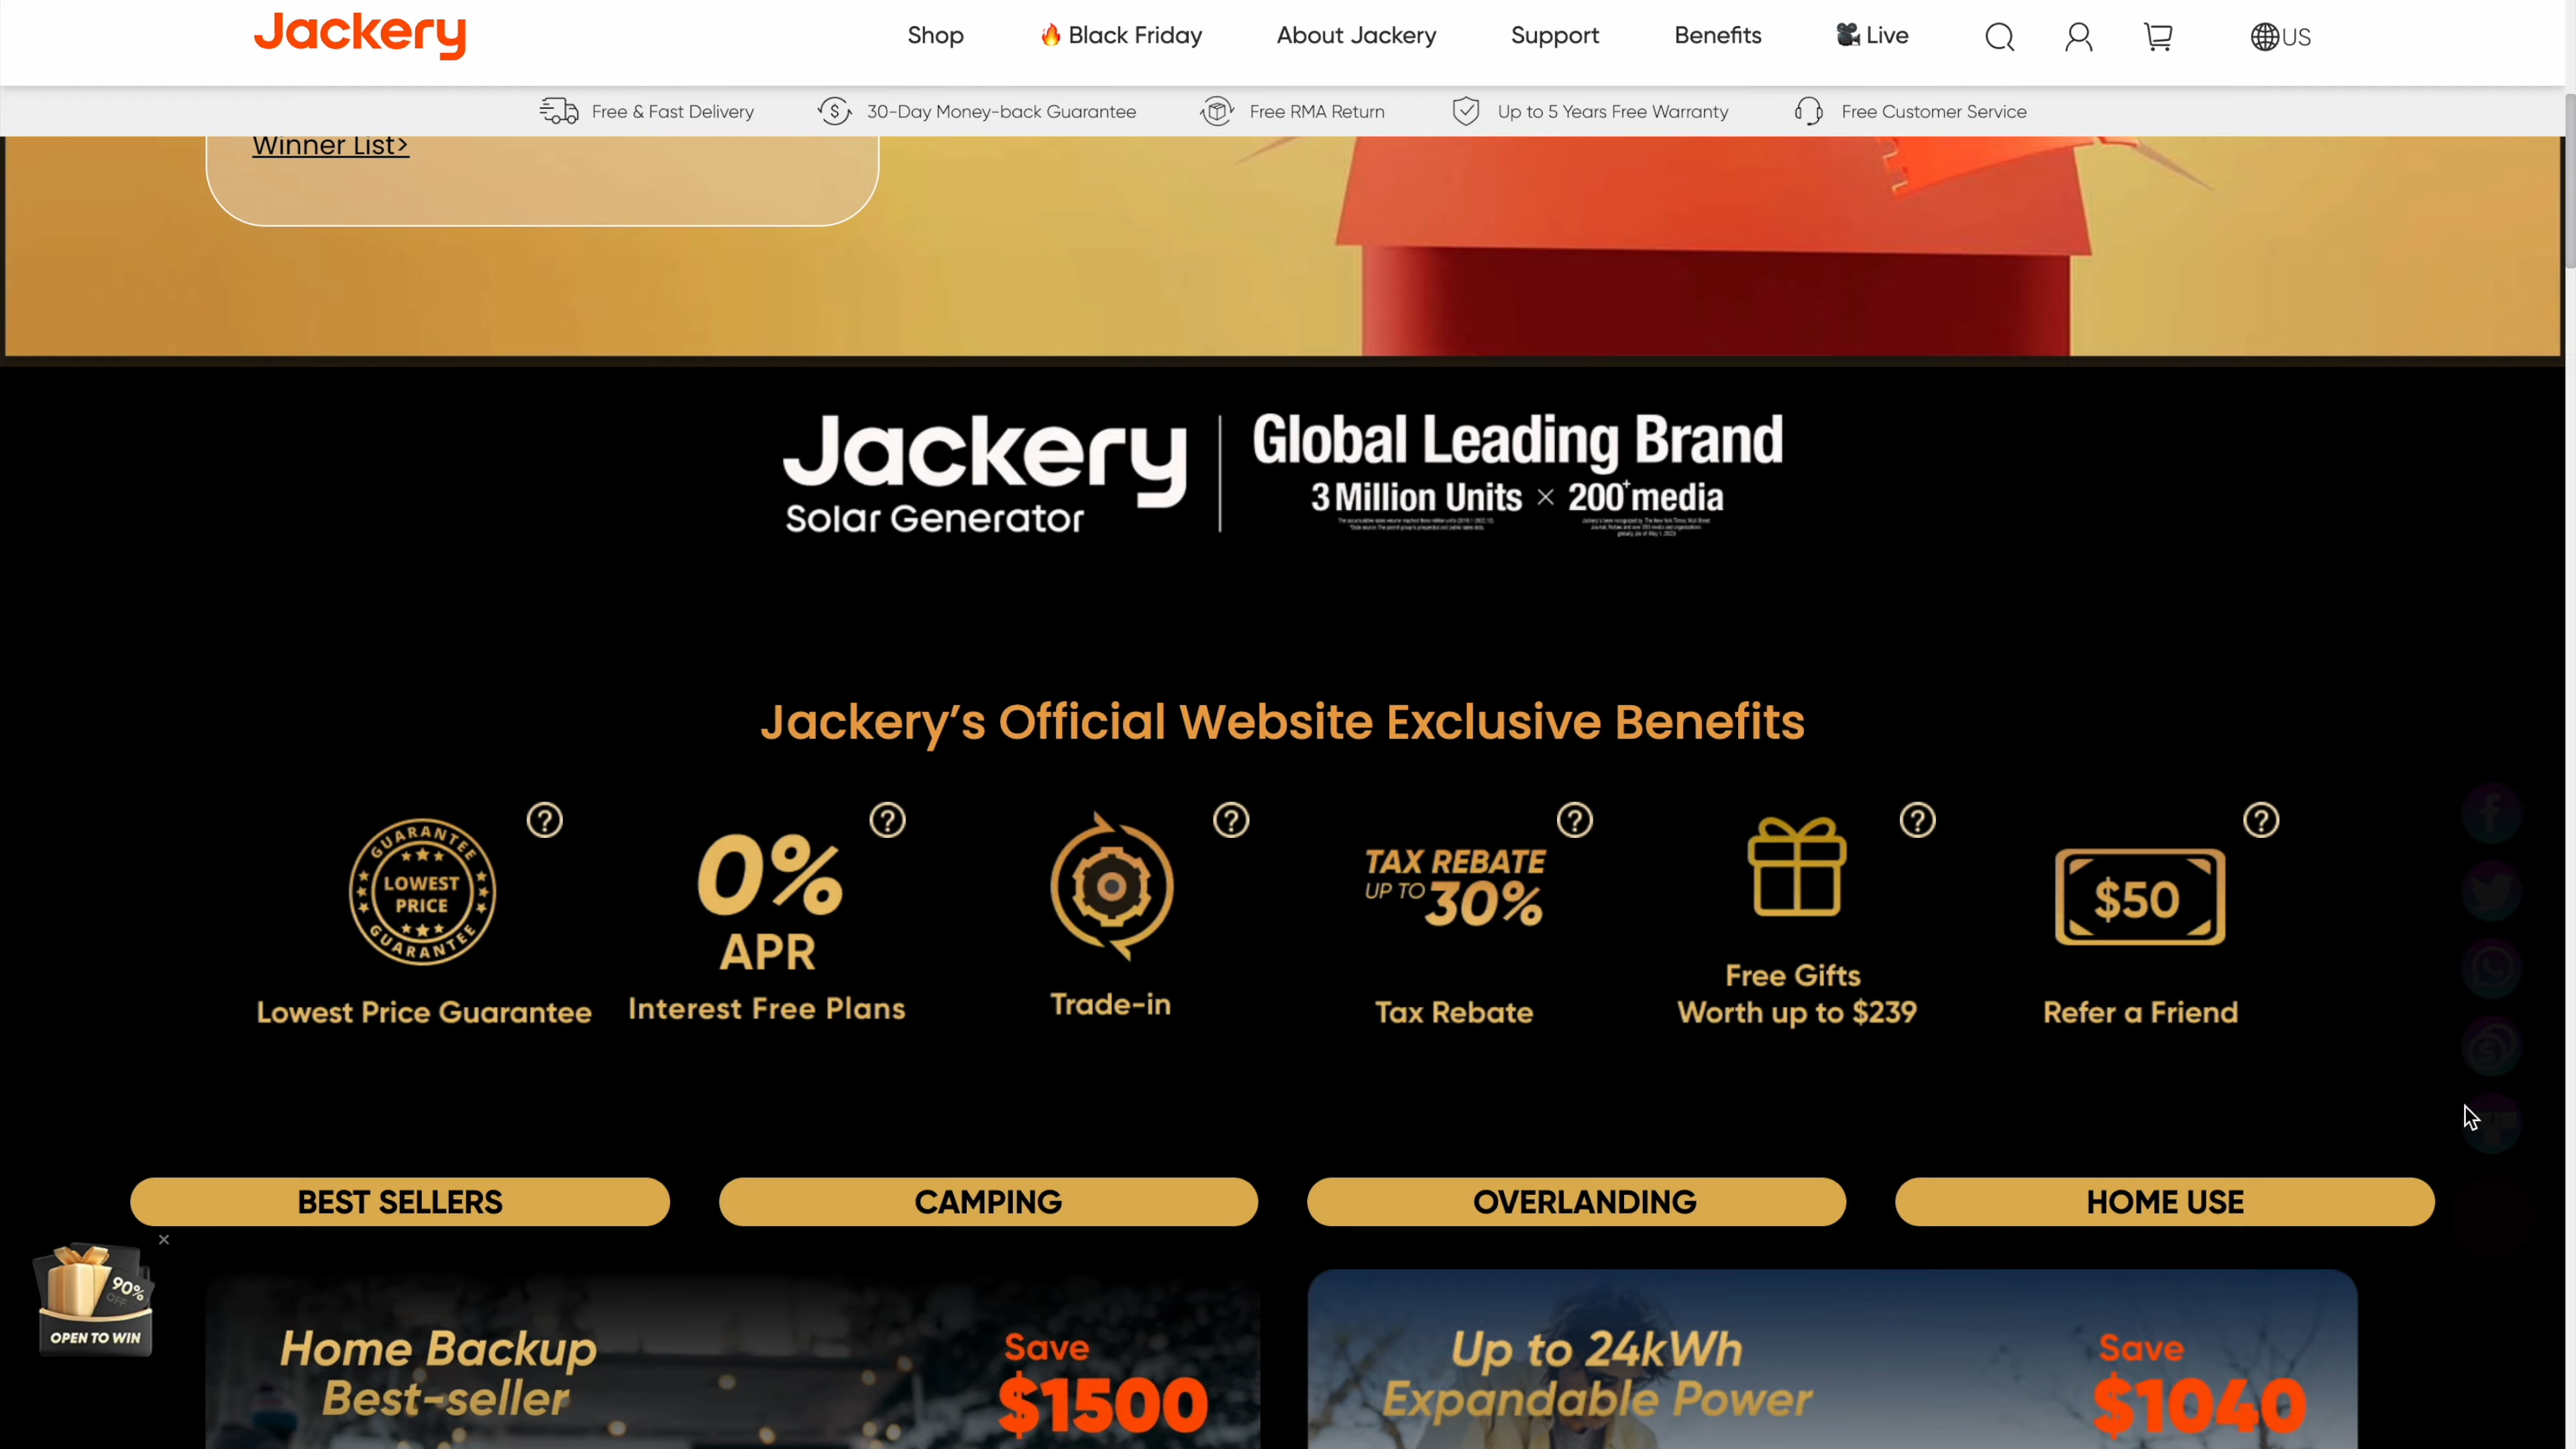 Jackery
Shop
Black Friday
About Jackery
Support
Benefits
Live
US
Free & Fast Delivery
30-Day Money-back Guarantee
Free RMA Return
Up to 5 Years Free Warranty
Free Customer Service
Winner List>
Jackery
Solar Generator
Global Leading Brand
3 Million Units × 200+ media
Jackery’s Official Website Exclusive Benefits
GUARANTEE
LOWEST
PRICE
GUARANTEE
?
Lowest Price Guarantee
0%
APR
?
Interest Free Plans
?
Trade-in
TAX REBATE
UP TO 30%
?
Tax Rebate
?
Free Gifts
Worth up to $239
$50
?
Refer a Friend
BEST SELLERS
CAMPING
OVERLANDING
HOME USE
90%
OFF
OPEN TO WIN
Home Backup
Best-seller
Save
$1500
Up to 24kWh
Expandable Power
Save
$1040